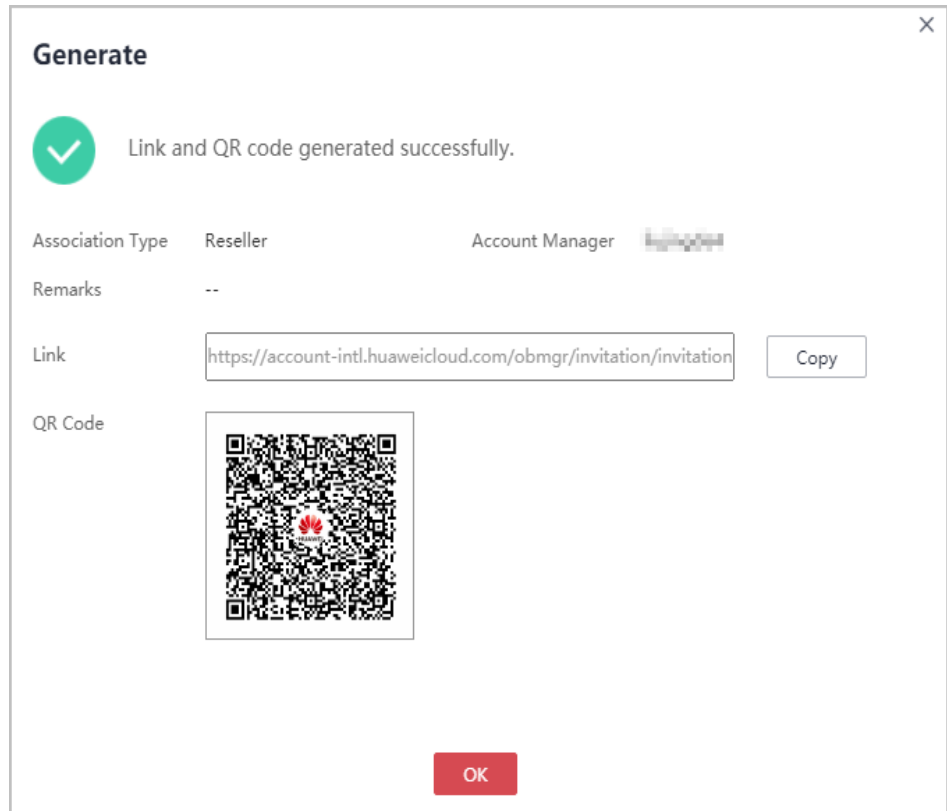 Generate
Link and QR code generated successfully.
Association Type Reseller Account Manager
Remarks --
Link https://account-intl.huaweicloud.com/obmgr/invitation/invitation Copy
QR Code
HUAWEI
OK